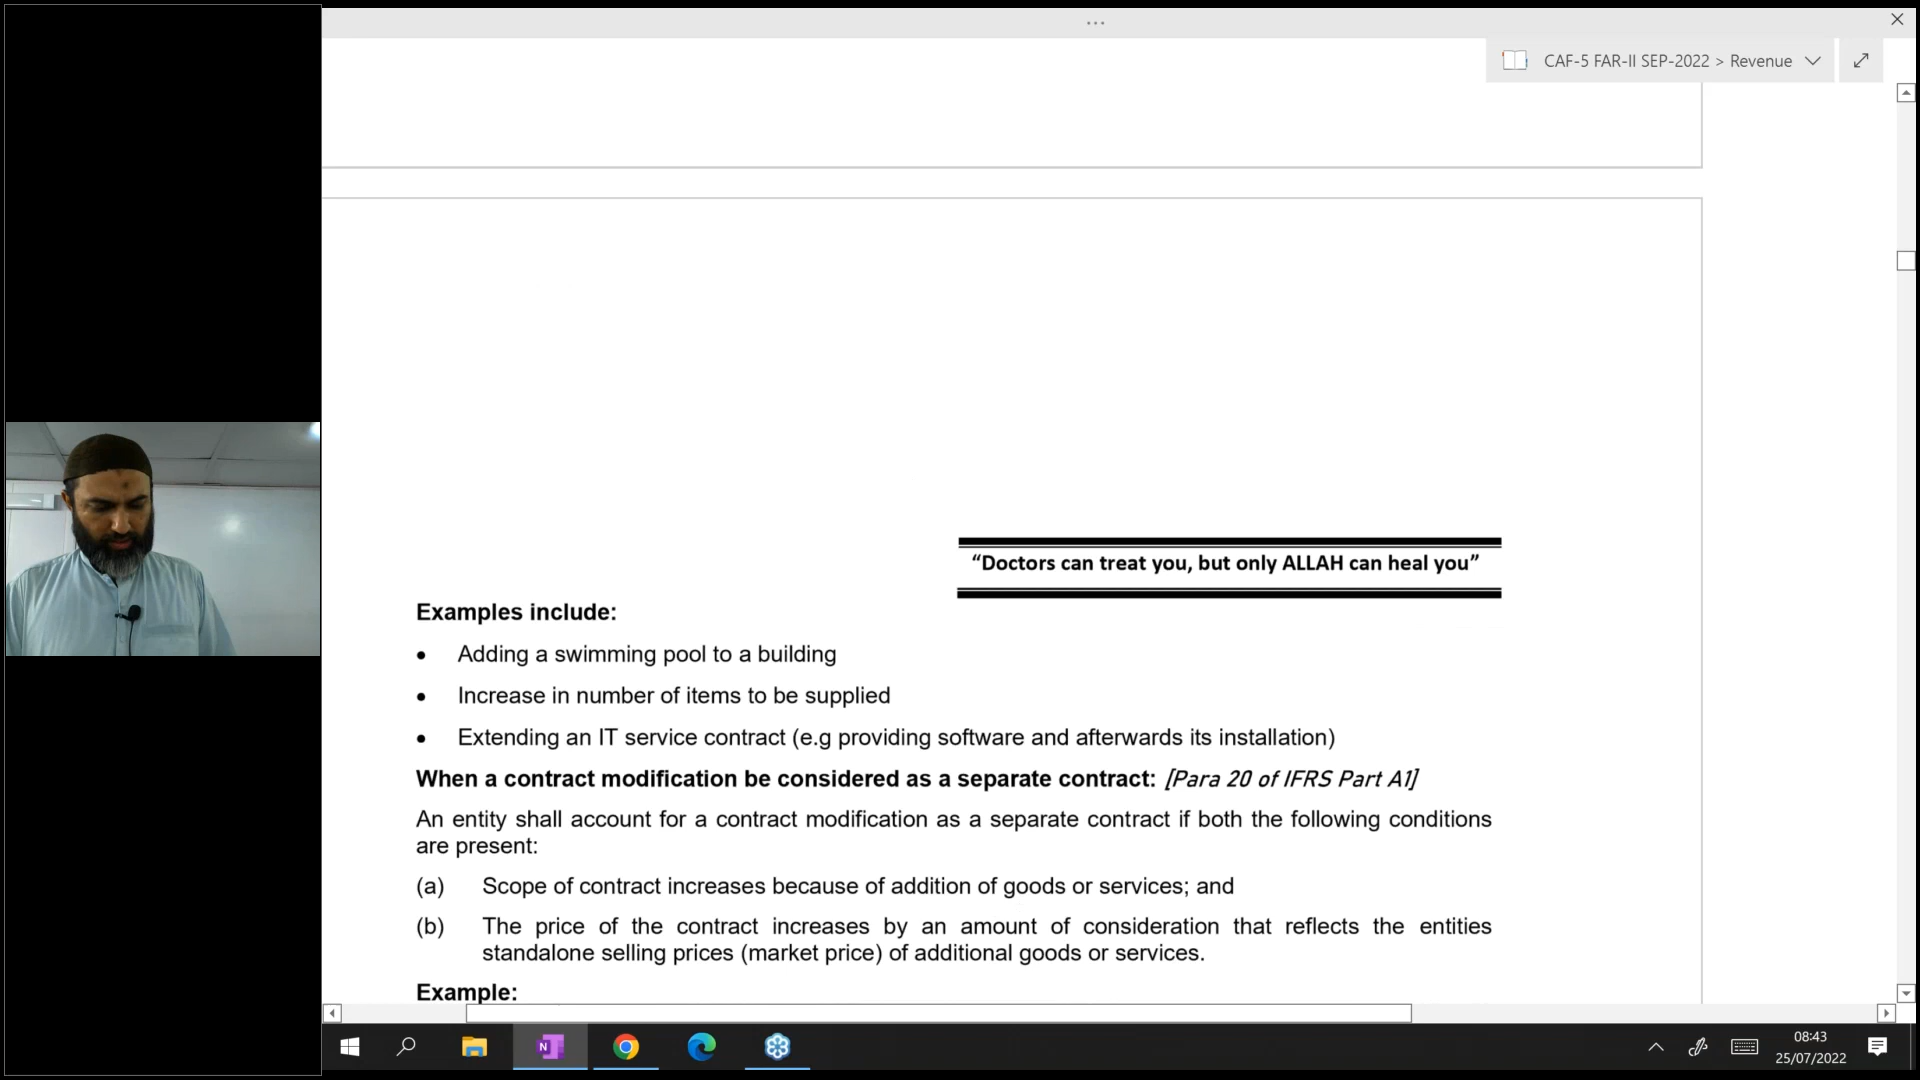 CAF-5 FAR-II SEP-2022 > Revenue
“Doctors can treat you, but only ALLAH can heal you”
Examples include:
• Adding a swimming pool to a building
• Increase in number of items to be supplied
• Extending an IT service contract (e.g providing software and afterwards its installation)
When a contract modification be considered as a separate contract: [Para 20 of IFRS Part A1]
An entity shall account for a contract modification as a separate contract if both the following conditions
are present:
(a) Scope of contract increases because of addition of goods or services; and
(b) The price of the contract increases by an amount of consideration that reflects the entities
standalone selling prices (market price) of additional goods or services.
Example:
N
08:43
25/07/2022